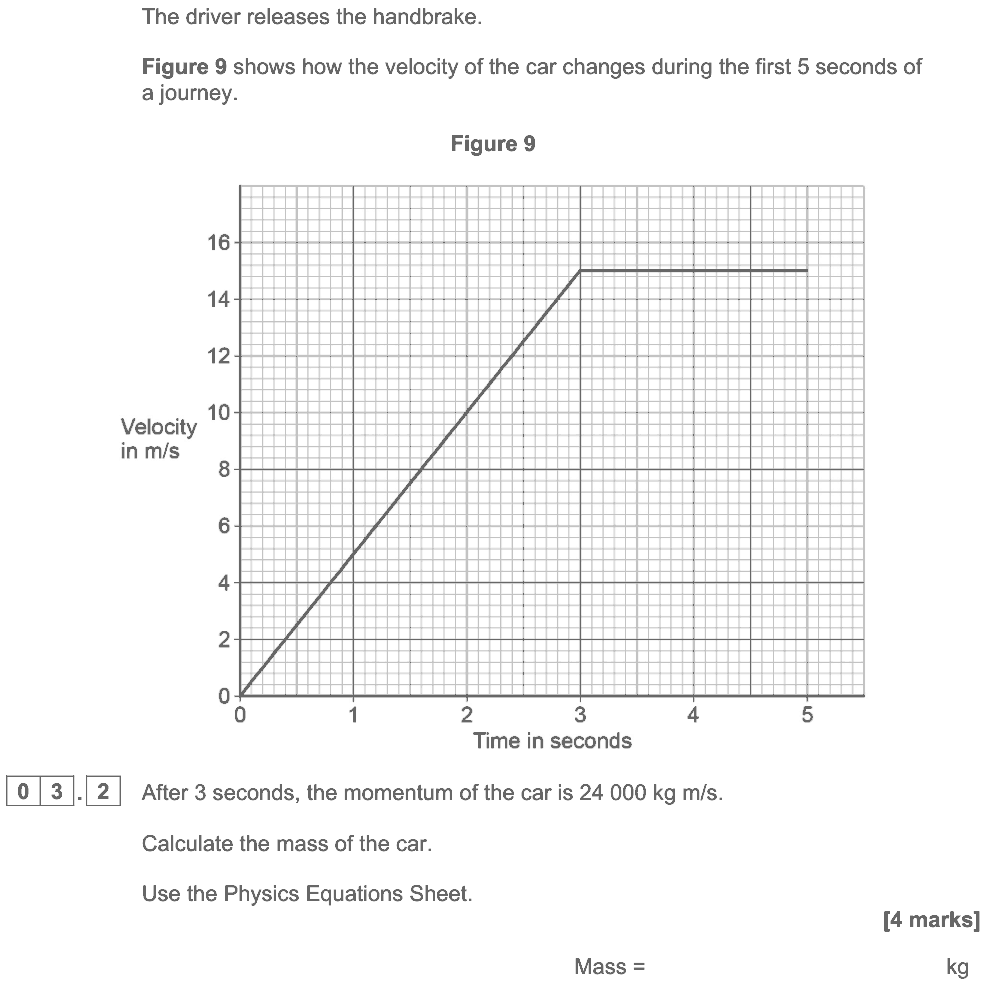 The driver releases the handbrake.
Figure 9 shows how the velocity of the car changes during the first 5 seconds of
a journey.
Figure 9
16
14
12
10
8
6
4
2
0
Velocity
in m/s
0 1 2 3 4 5
Time in seconds
0 3 . 2 After 3 seconds, the momentum of the car is 24 000 kg m/s.
Calculate the mass of the car.
Use the Physics Equations Sheet.
[4 marks]
Mass = kg